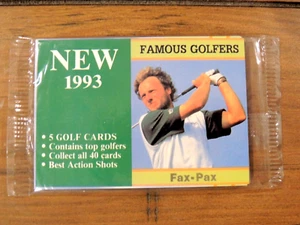 NEW
1993
• 5 GOLF CARDS
• Contains top golfers
• Collect all 40 cards
• Best Action Shots
FAMOUS GOLFERS
Fax-Pax